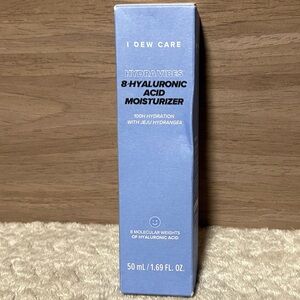 I DEW CARE
HYDRA VIBES
8-HYALURONIC
ACID
MOISTURIZER
100H HYDRATION
WITH JEJU HYDRANGEA
8 MOLECULAR WEIGHTS
OF HYALURONIC ACID
50 mL / 1.69 FL. OZ.